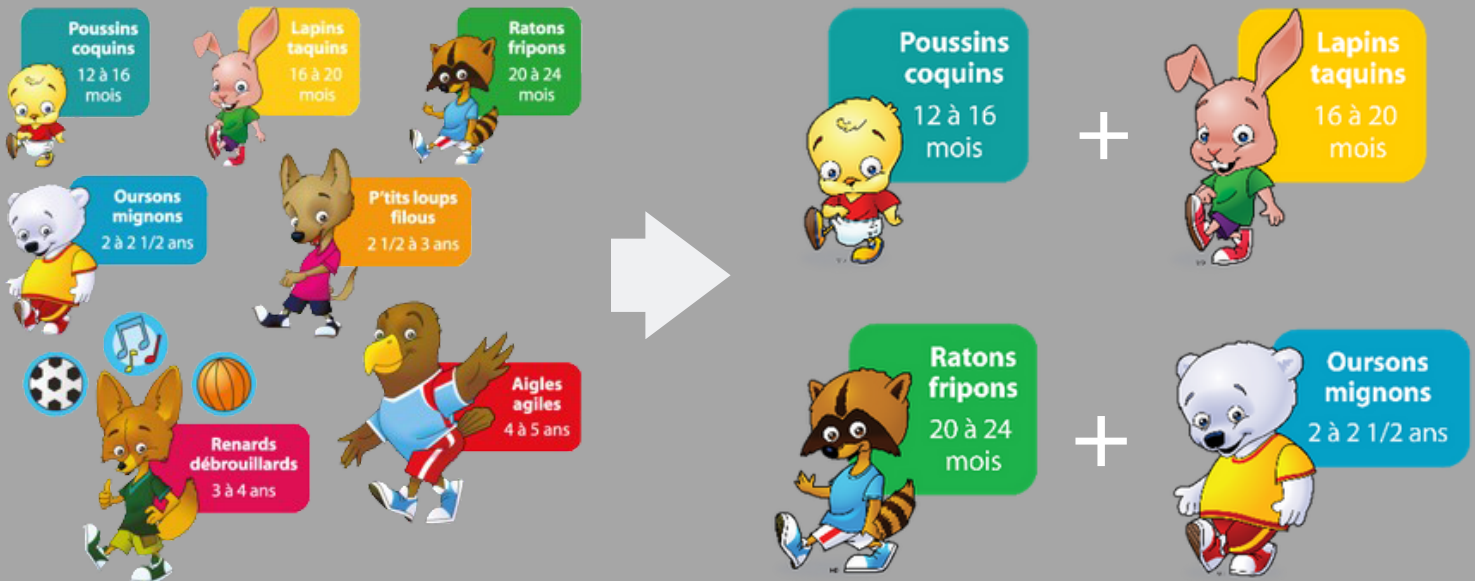 Poussins
coquins
12 à 16
mois
Lapins
taquins
16 à 20
mois
Ratons
fripons
20 à 24
mois
Oursons
mignons
2 à 2 1/2 ans
P'tits loups
filous
2 1/2 à 3 ans
Aigles
agiles
4 à 5 ans
Renards
débrouillards
3 à 4 ans
Poussins
coquins
12 à 16
mois
+
Lapins
taquins
16 à 20
mois
Ratons
fripons
20 à 24
mois
+
Oursons
mignons
2 à 2 1/2 ans